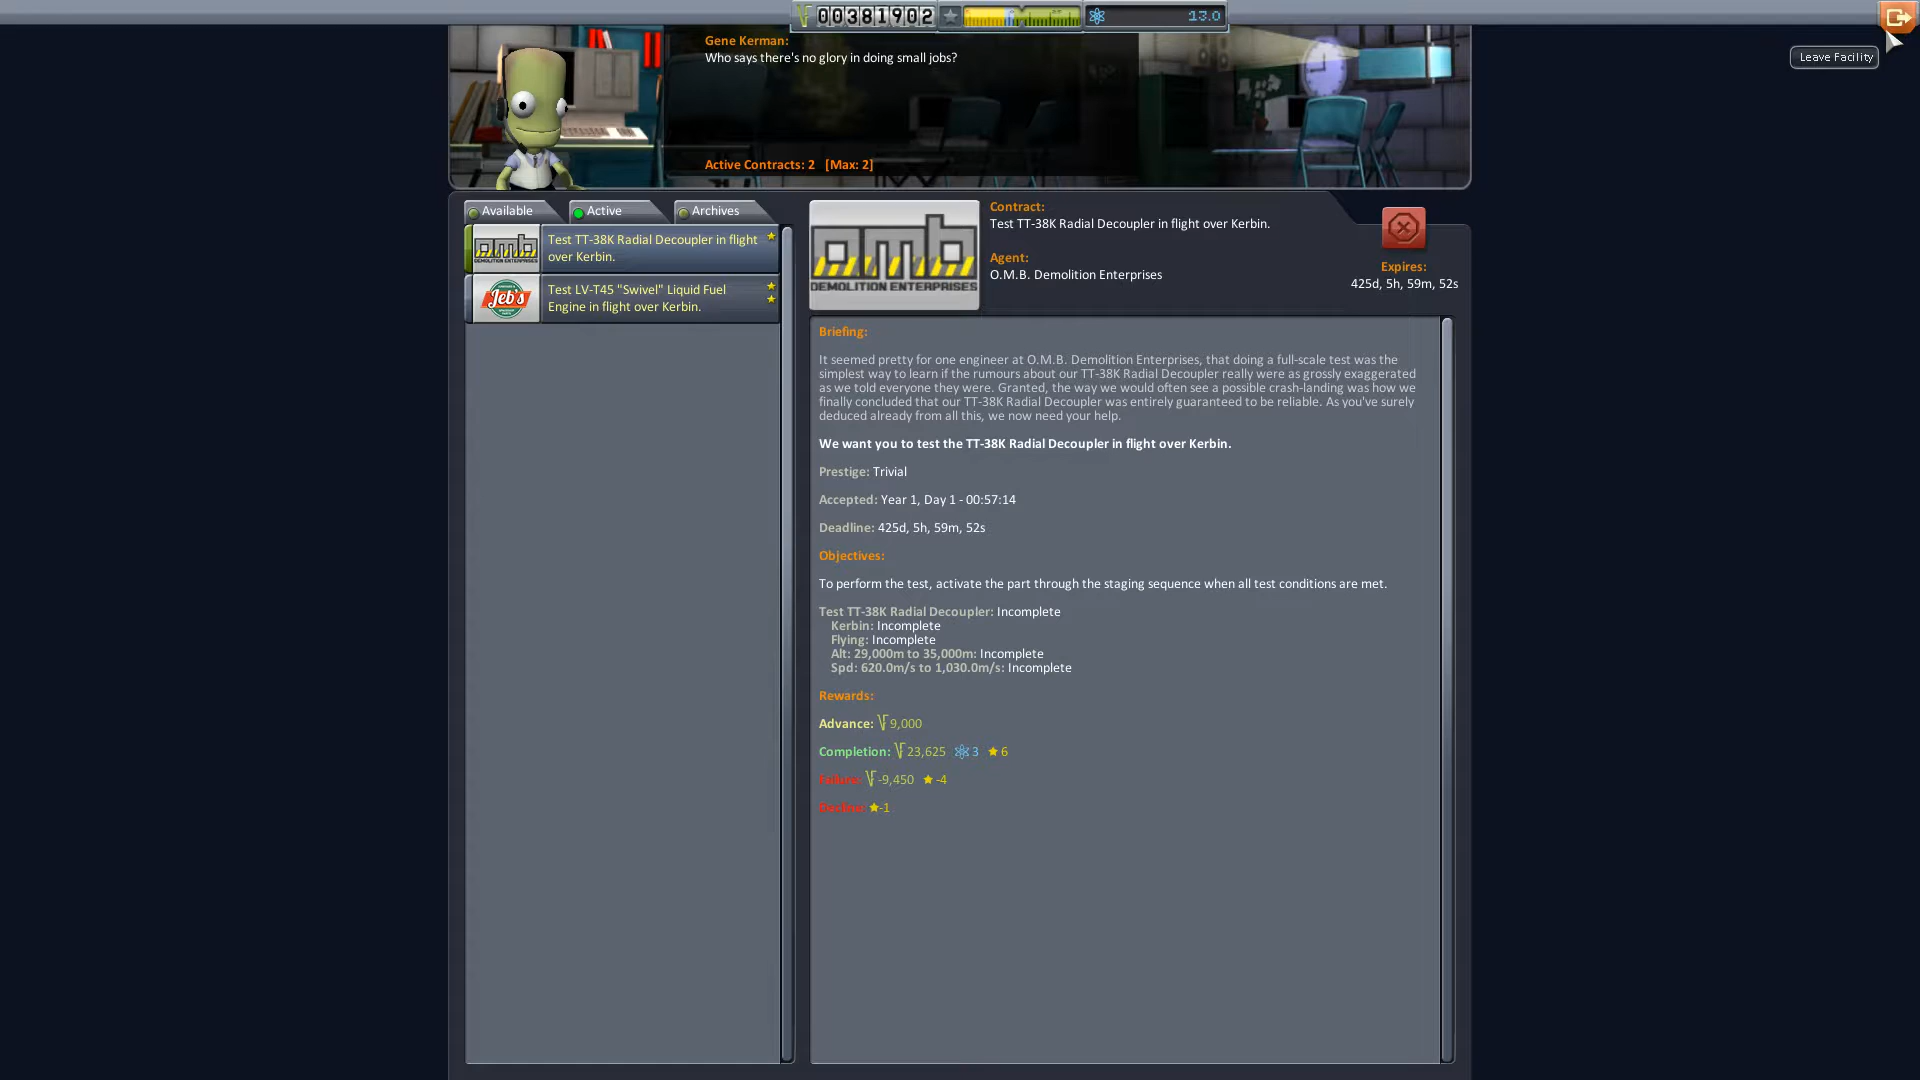 00381902
13.0
Leave Facility
Gene Kerman:
Who says there's no glory in doing small jobs?
Active Contracts: 2 [Max: 2]
Available
Active
Archives
omb
DEMOLITION ENTERPRISES
Test TT-38K Radial Decoupler in flight
over Kerbin.
Jeb's
Test LV-T45 "Swivel" Liquid Fuel
Engine in flight over Kerbin.
omb
DEMOLITION ENTERPRISES
Contract:
Test TT-38K Radial Decoupler in flight over Kerbin.
Agent:
O.M.B. Demolition Enterprises
Expires:
425d, 5h, 59m, 52s
Briefing:
It seemed pretty for one engineer at O.M.B. Demolition Enterprises, that doing a full-scale test was the
simplest way to learn if the rumours about our TT-38K Radial Decoupler really were as grossly exaggerated
as we told everyone they were. Granted, the way we would often see a possible crash-landing was how we
finally concluded that our TT-38K Radial Decoupler was entirely guaranteed to be reliable. As you've surely
deduced already from all this, we now need your help.
We want you to test the TT-38K Radial Decoupler in flight over Kerbin.
Prestige: Trivial
Accepted: Year 1, Day 1 - 00:57:14
Deadline: 425d, 5h, 59m, 52s
Objectives:
To perform the test, activate the part through the staging sequence when all test conditions are met.
Test TT-38K Radial Decoupler: Incomplete
Kerbin: Incomplete
Flying: Incomplete
Alt: 29,000m to 35,000m: Incomplete
Spd: 620.0m/s to 1,030.0m/s: Incomplete
Rewards:
Advance: 9,000
Completion: 23,625 3 6
Failure: -9,450 -4
Decline: -1